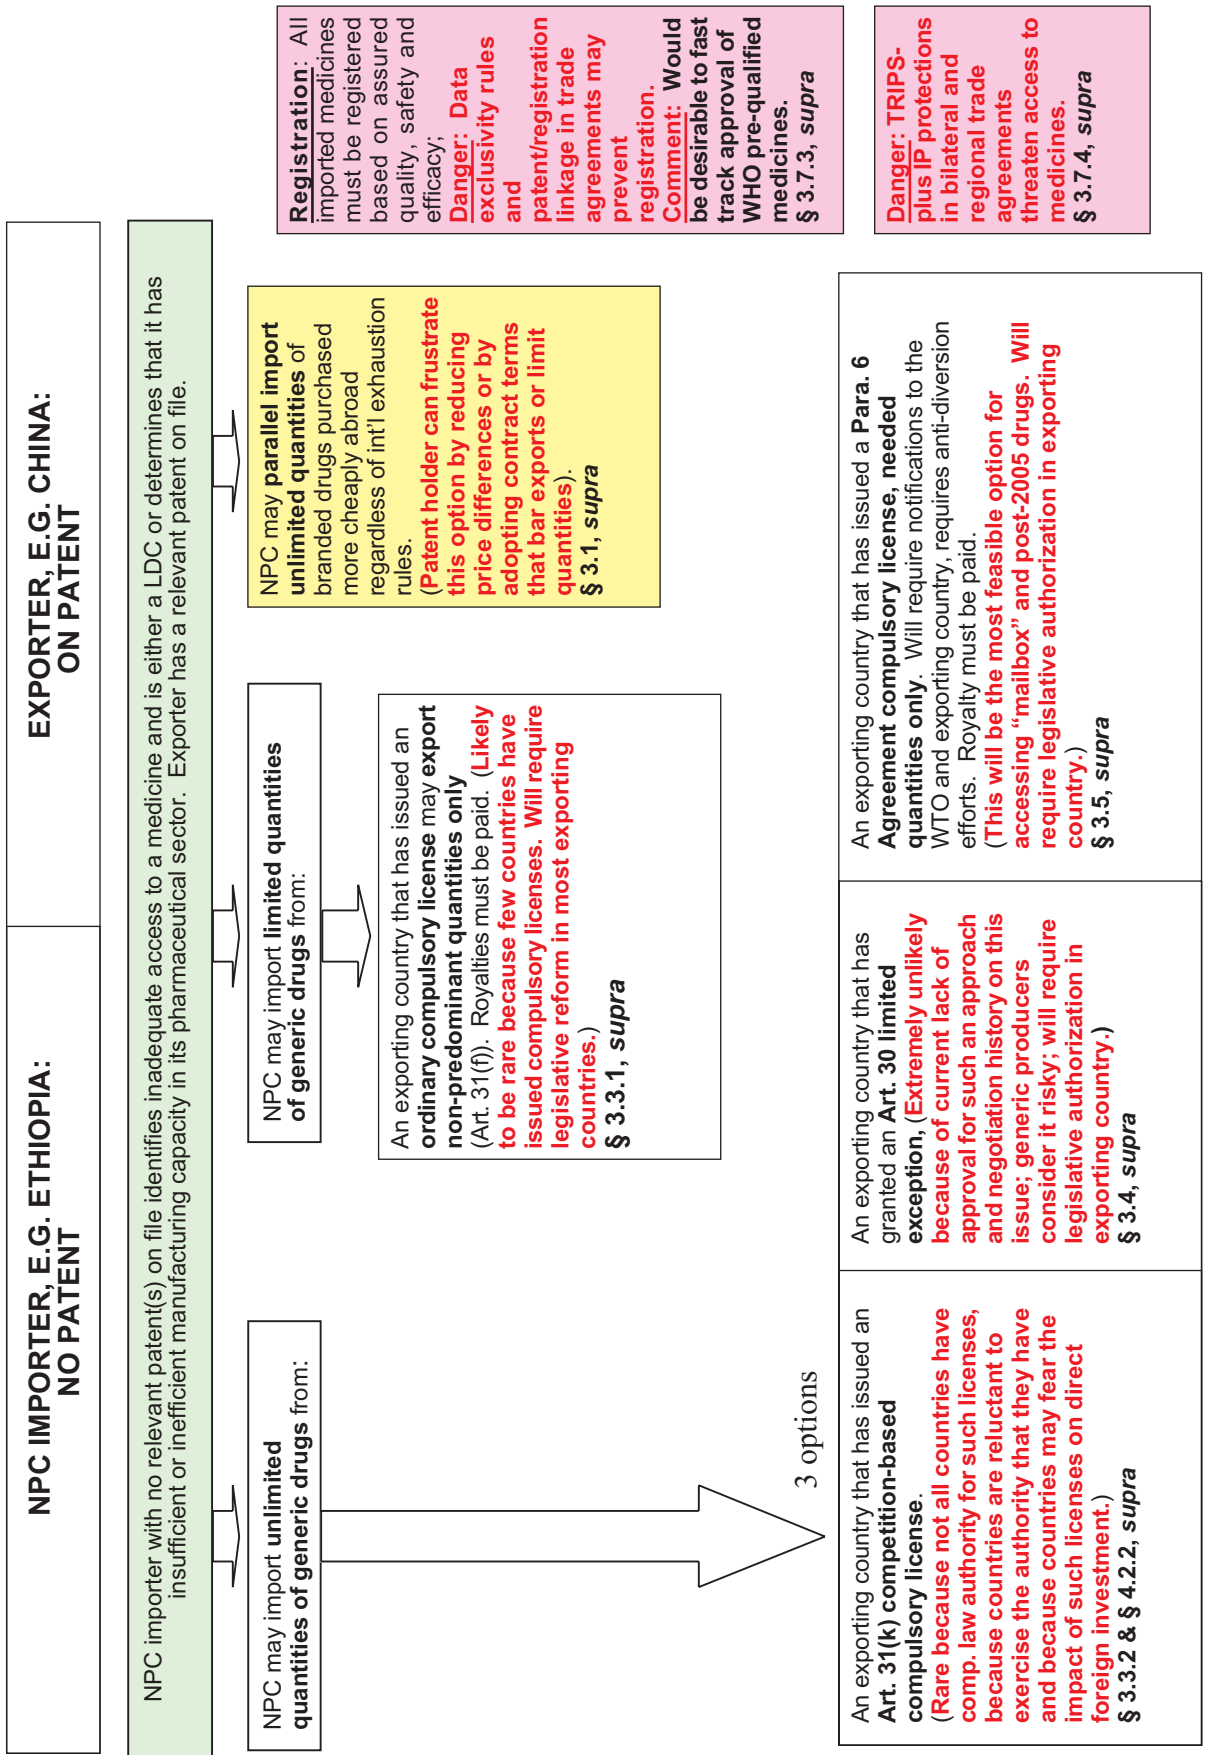 NPC IMPORTER, E.G. ETHIOPIA:
NO PATENT
EXPORTER, E.G. CHINA:
ON PATENT
NPC importer with no relevant patent(s) on file identifies inadequate access to a medicine and is either a LDC or determines that it has
insufficient or inefficient manufacturing capacity in its pharmaceutical sector.  Exporter has a relevant patent on file.
NPC may import unlimited
quantities of generic drugs from:
NPC may import limited quantities
of generic drugs from:
An exporting country that has issued an
ordinary compulsory license may export
non-predominant quantities only
(Art. 31(f)).  Royalties must be paid.  (Likely
to be rare because few countries have
issued compulsory licenses.  Will require
legislative reform in most exporting
countries.)
§ 3.3.1, supra
NPC may parallel import
unlimited quantities of
branded drugs purchased
more cheaply abroad
regardless of int'l exhaustion
rules.
(Patent holder can frustrate
this option by reducing
price differences or by
adopting contract terms
that bar exports or limit
quantities).
§ 3.1, supra
Registration:  All
imported medicines
must be registered
based on assured
quality, safety and
efficacy;
Danger:  Data
exclusivity rules
and
patent/registration
linkage in trade
agreements may
prevent
registration.
Comment:  Would
be desirable to fast
track approval of
WHO pre-qualified
medicines.
§ 3.7.3, supra
3 options
An exporting country that has issued an
Art. 31(k) competition-based
compulsory license.
(Rare because not all countries have
comp. law authority for such licenses,
because countries are reluctant to
exercise the authority that they have
and because countries may fear the
impact of such licenses on direct
foreign investment.)
§ 3.3.2 & § 4.2.2, supra
An exporting country that has
granted an Art. 30 limited
exception, (Extremely unlikely
because of current lack of
approval for such an approach
and negotiation history on this
issue; generic producers
consider it risky; will require
legislative authorization in
exporting country.)
§ 3.4, supra
An exporting country that has issued a Para. 6
Agreement compulsory license, needed
quantities only.  Will require notifications to the
WTO and exporting country, requires anti-diversion
efforts.  Royalty must be paid.
(This will be the most feasible option for
accessing “mailbox” and post-2005 drugs.  Will
require legislative authorization in exporting
country.)
§ 3.5, supra
Danger: TRIPS-
plus IP protections
in bilateral and
regional trade
agreements
threaten access to
medicines.
§ 3.7.4, supra